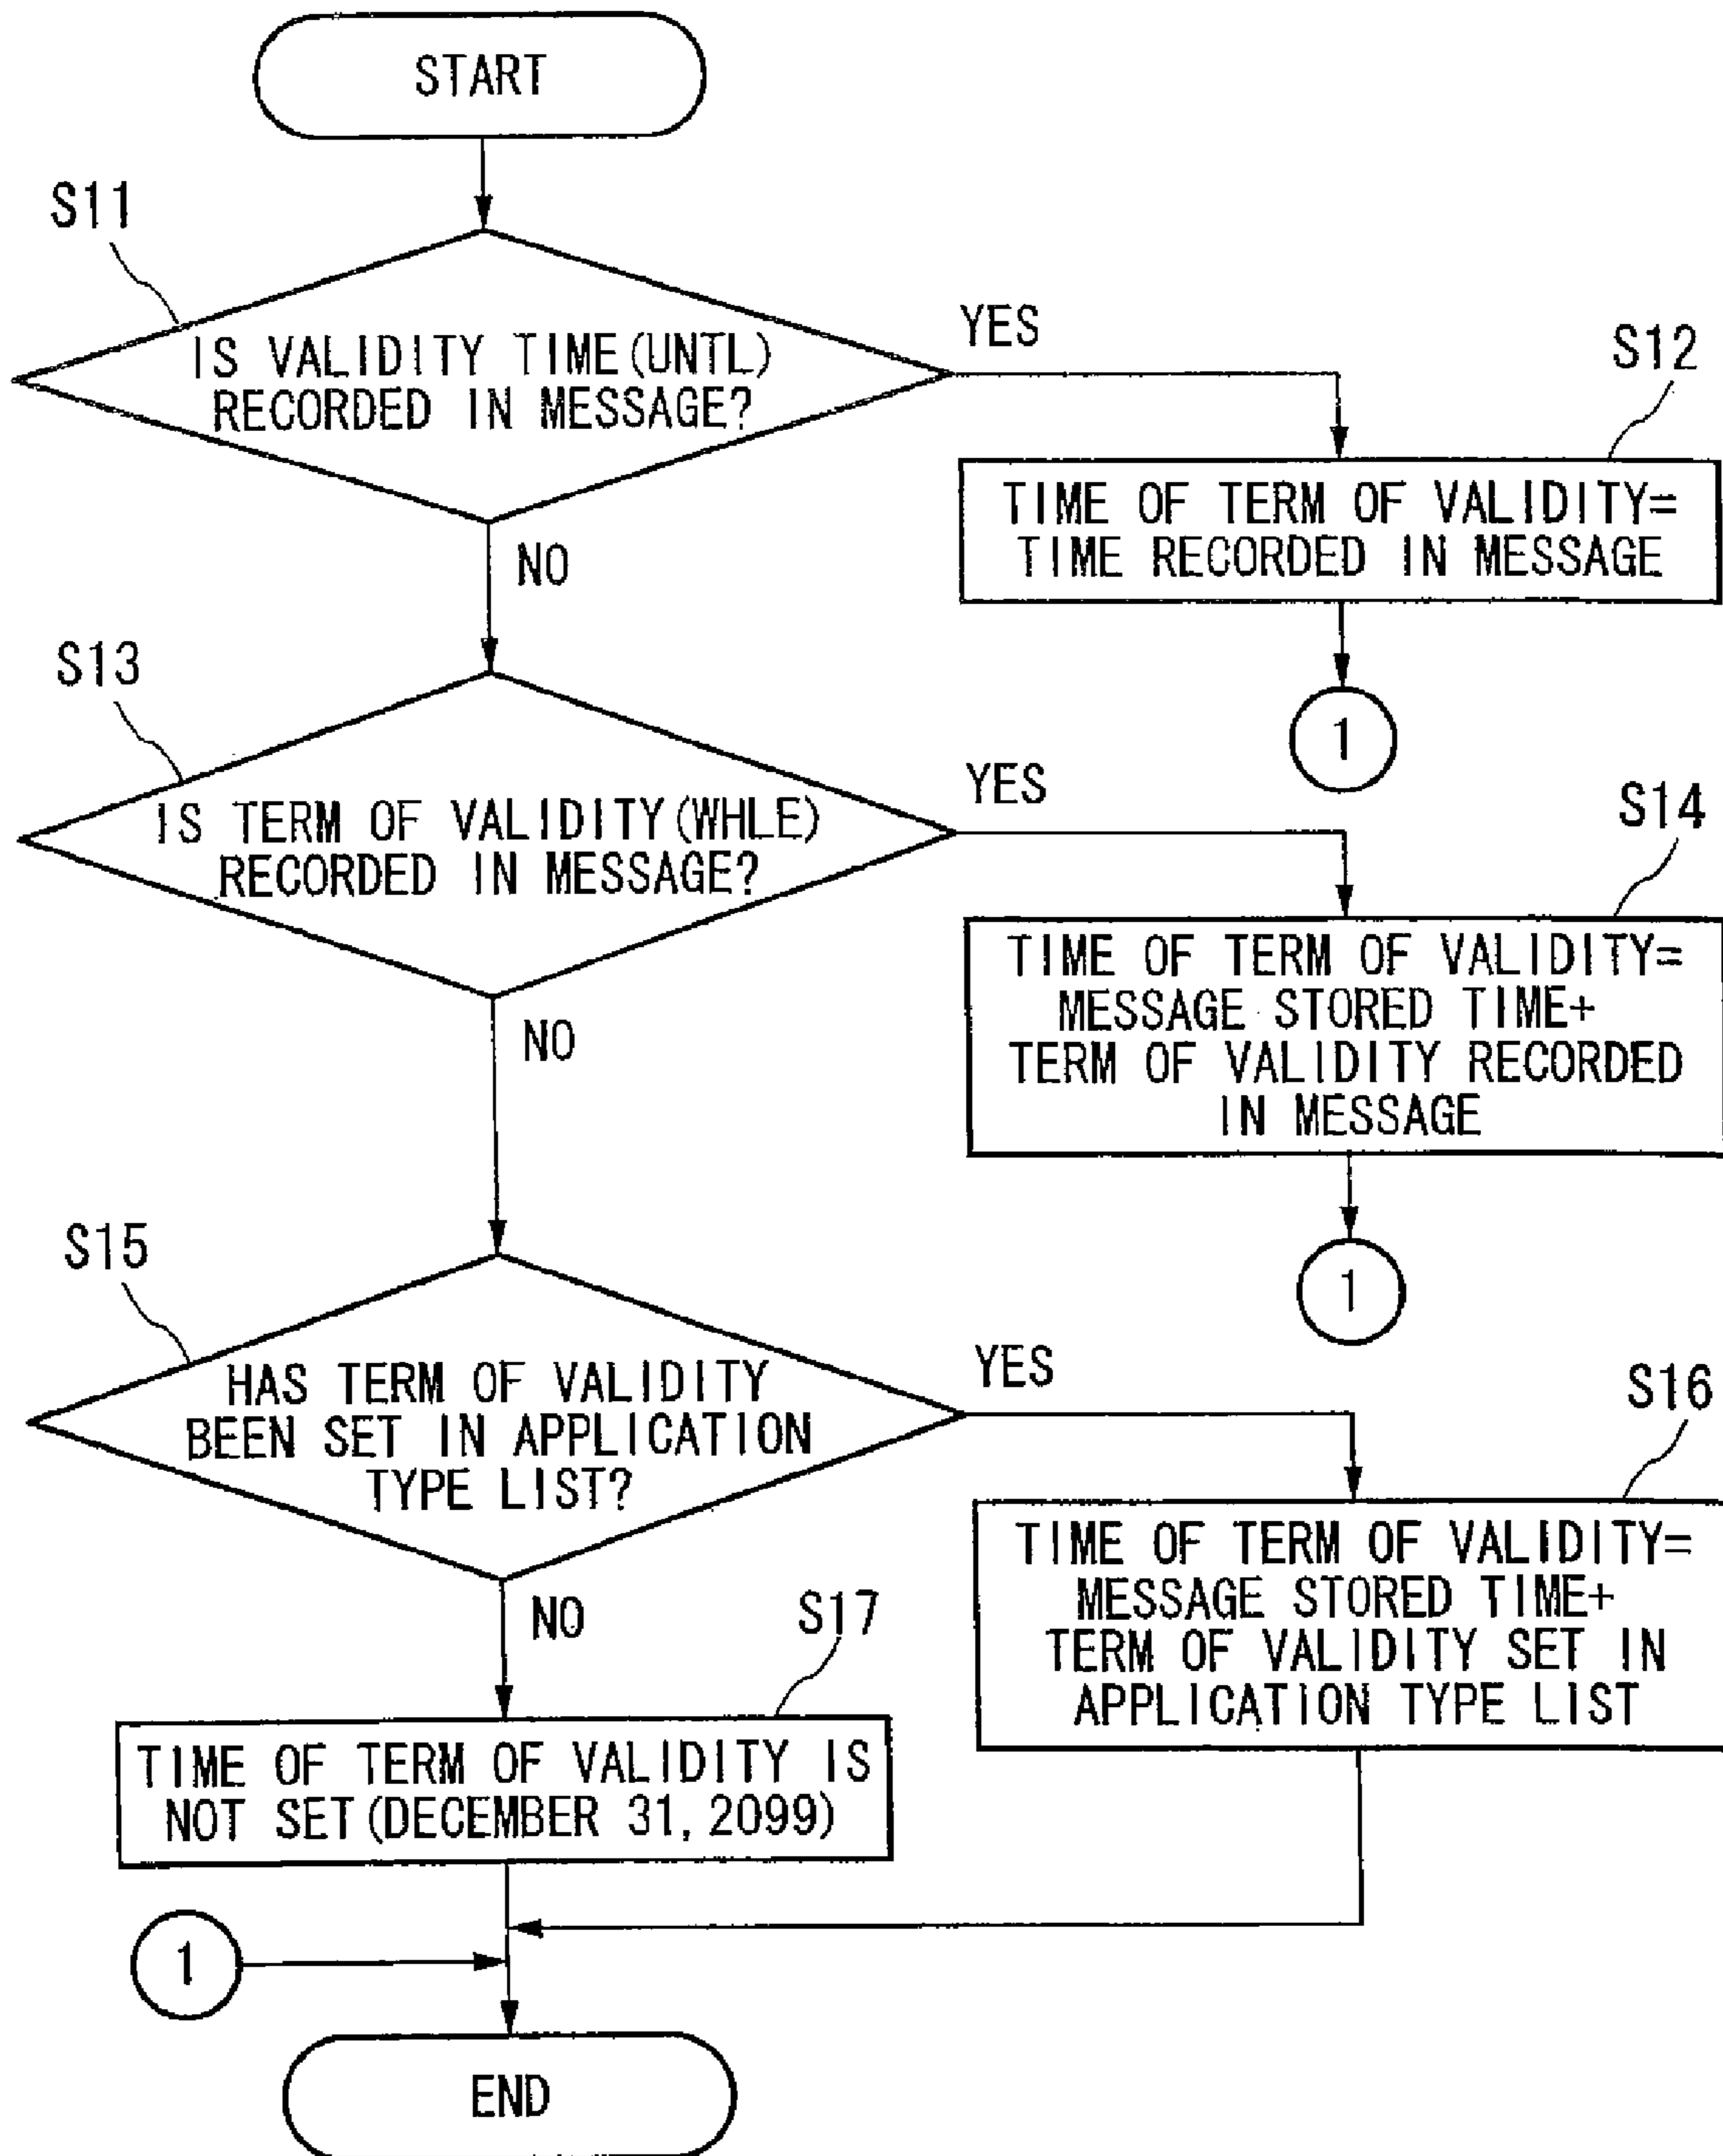 START
S11
IS VALIDITY TIME(UNTL)
RECORDED IN MESSAGE?
YES
NO
S12
TIME OF TERM OF VALIDITY=
TIME RECORDED IN MESSAGE
1
S13
IS TERM OF VALIDITY(WHLE)
RECORDED IN MESSAGE?
YES
NO
S14
TIME OF TERM OF VALIDITY=
MESSAGE STORED TIME+
TERM OF VALIDITY RECORDED
IN MESSAGE
1
S15
HAS TERM OF VALIDITY
BEEN SET IN APPLICATION
TYPE LIST?
YES
NO
S16
TIME OF TERM OF VALIDITY=
MESSAGE STORED TIME+
TERM OF VALIDITY SET IN
APPLICATION TYPE LIST
S17
TIME OF TERM OF VALIDITY IS
NOT SET(DECEMBER 31,2099)
1
END